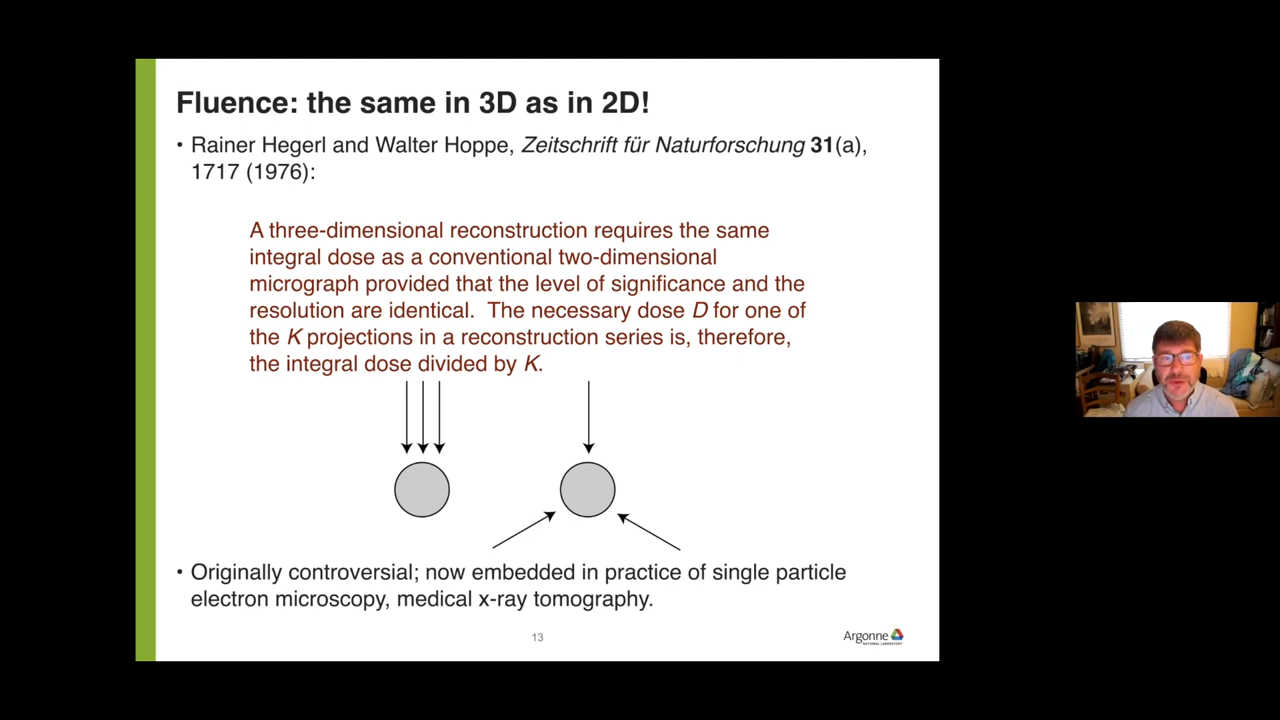 Fluence: the same in 3D as in 2D!
• Rainer Hegerl and Walter Hoppe, Zeitschrift für Naturforschung 31(a),
1717 (1976):
A three-dimensional reconstruction requires the same
integral dose as a conventional two-dimensional
micrograph provided that the level of significance and the
resolution are identical. The necessary dose D for one of
the K projections in a reconstruction series is, therefore,
the integral dose divided by K.
• Originally controversial; now embedded in practice of single particle
electron microscopy, medical x-ray tomography.
13
Argonne
NATIONAL LABORATORY